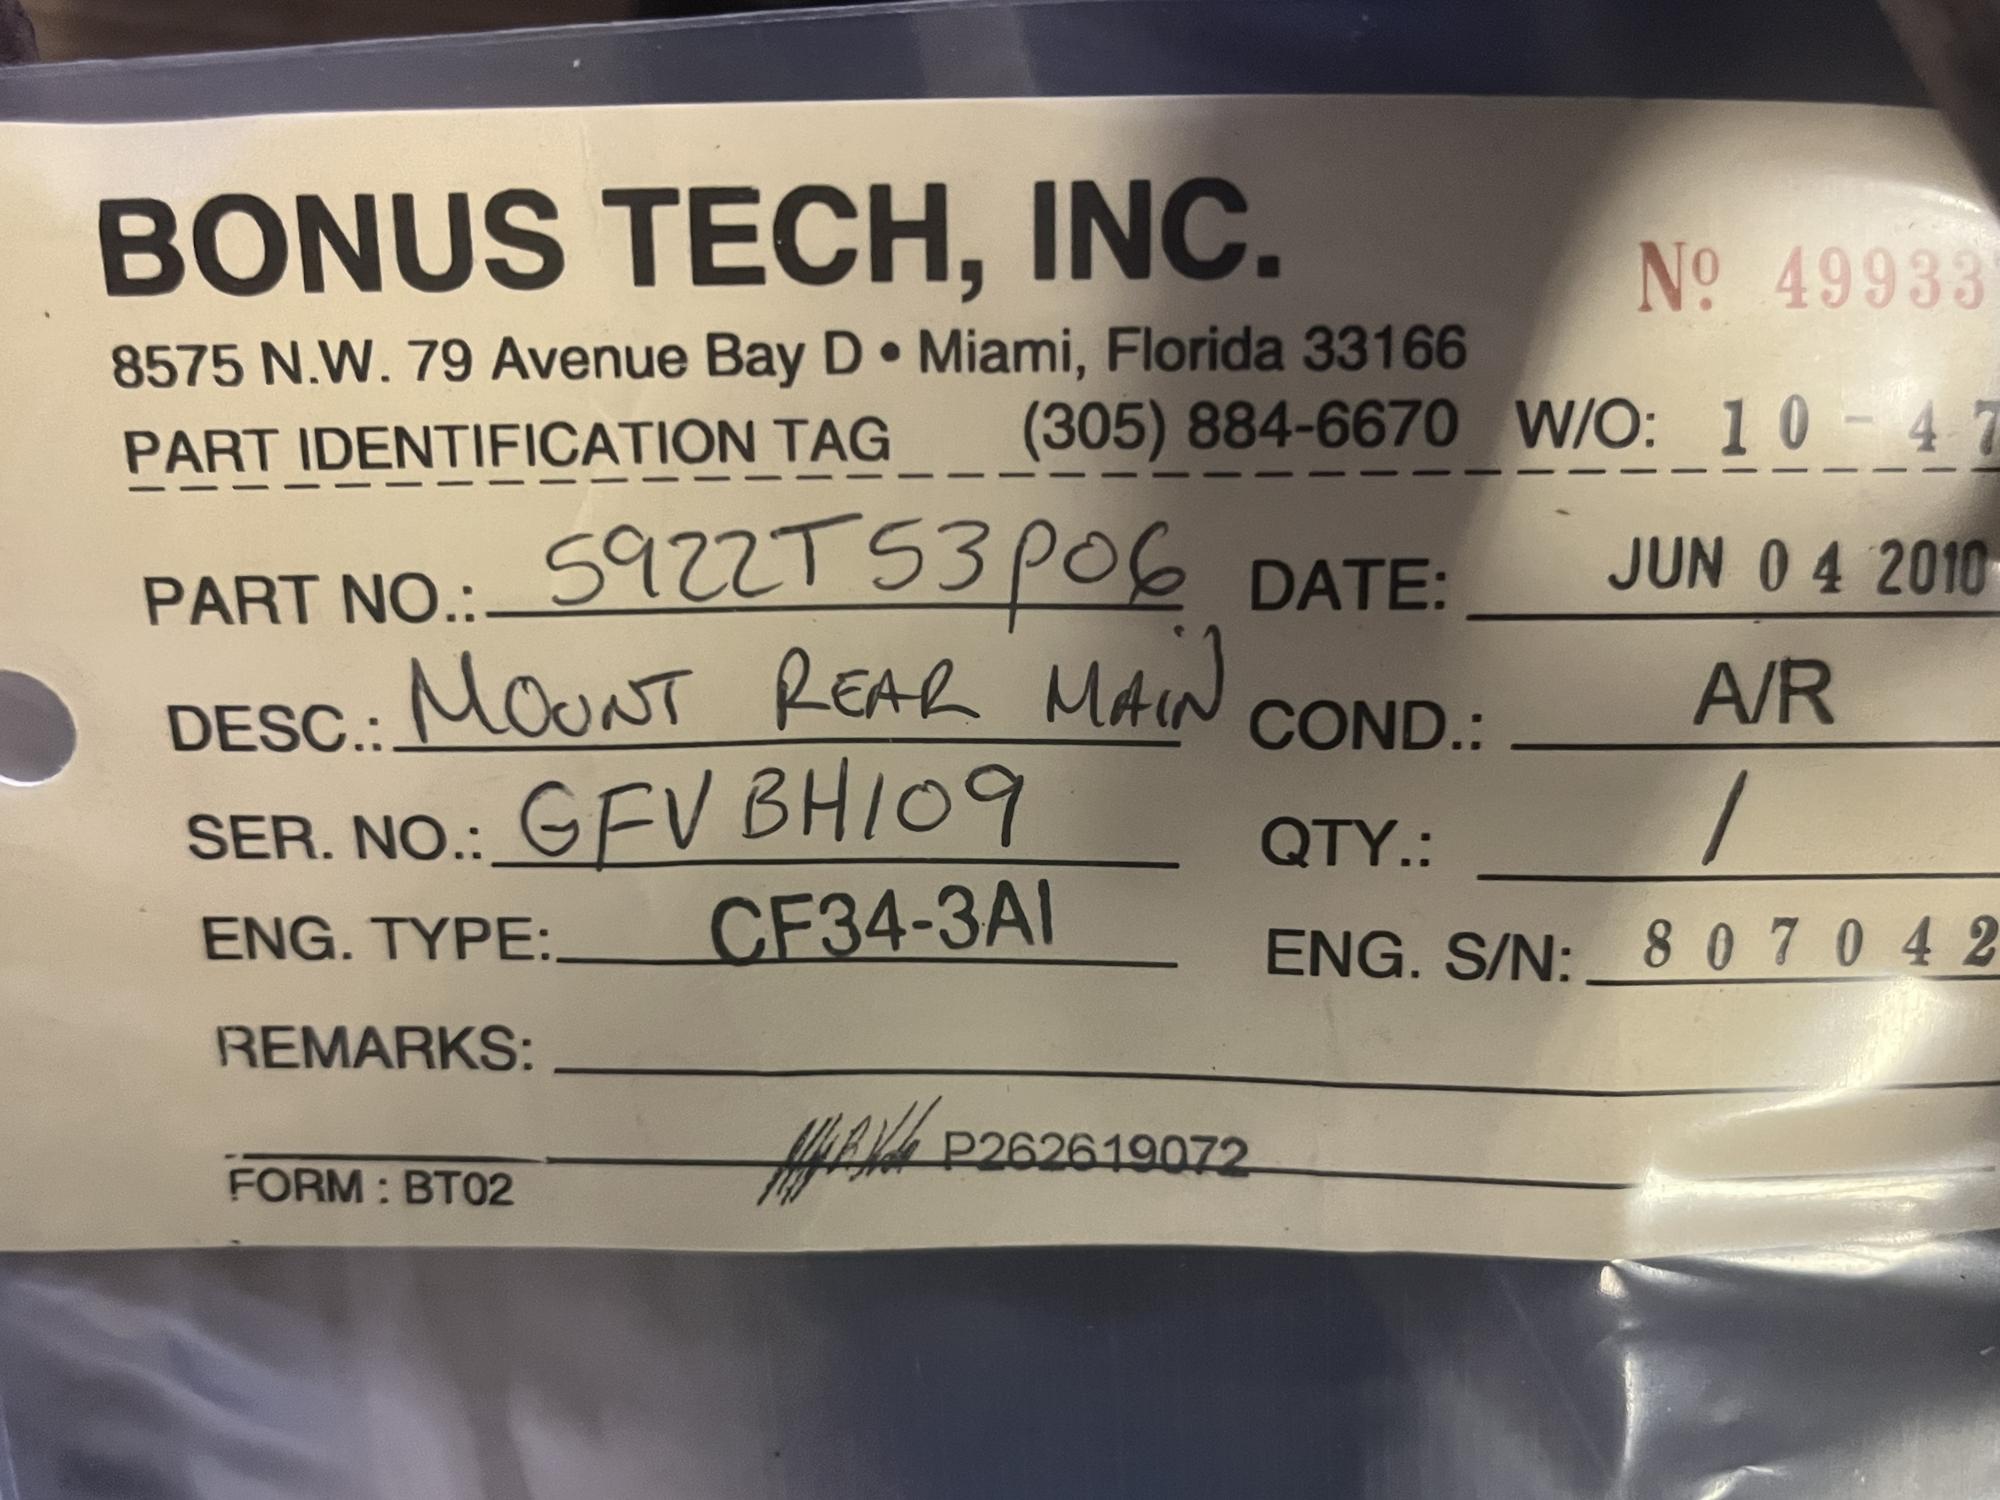 BONUS TECH, INC.
Nº 49933
8575 N.W. 79 Avenue Bay D • Miami, Florida 33166
PART IDENTIFICATION TAG (305) 884-6670 W/O: 10-47
PART NO.: 5922T53P06 DATE: JUN 04 2010
DESC.: MOUNT REAR MAIN COND.: A/R
SER. NO.: GFVBH109 QTY.: /
ENG. TYPE: CF34-3A1 ENG. S/N: 807042
REMARKS:
P262619072
FORM : BT02